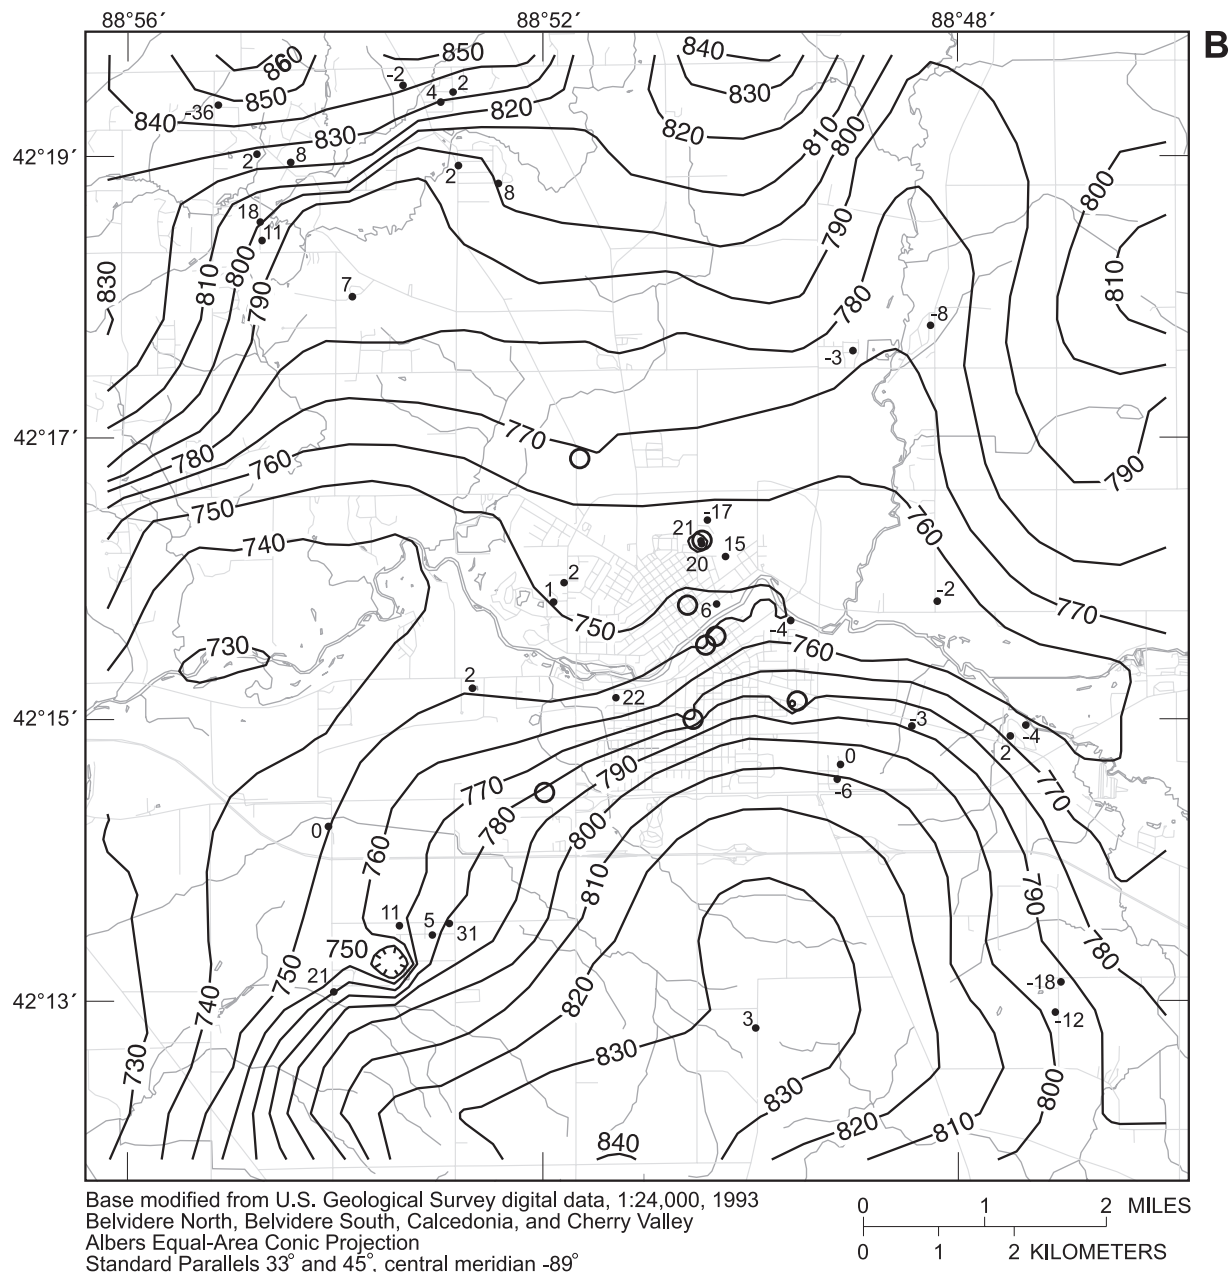 88°56′ 88°52′ 88°48′
B
860 850 840
-2 2
850 4 830
-36 820
840 830 820 810 800
42°19′
2 8 2 8
800
18
11 790
830 810 800 790 810
7 780 -8
-3
42°17′
770
780 760 790
750 -17
21 15 760
740 20
2
1 -2
6 770
750 -4
730 760
2
22
42°15′
-3 -4
2
0
790 -6
770 770
780 800
0
760
810 790
11 5 31
750 780
21 750
-18
42°13′
740 820 -12
3
730 830
830 800
820 810
840
Base modified from U.S. Geological Survey digital data, 1:24,000, 1993
Belvidere North, Belvidere South, Calcedonia, and Cherry Valley
Albers Equal-Area Conic Projection
Standard Parallels 33° and 45°, central meridian -89°
0 1 2 MILES
0 1 2 KILOMETERS